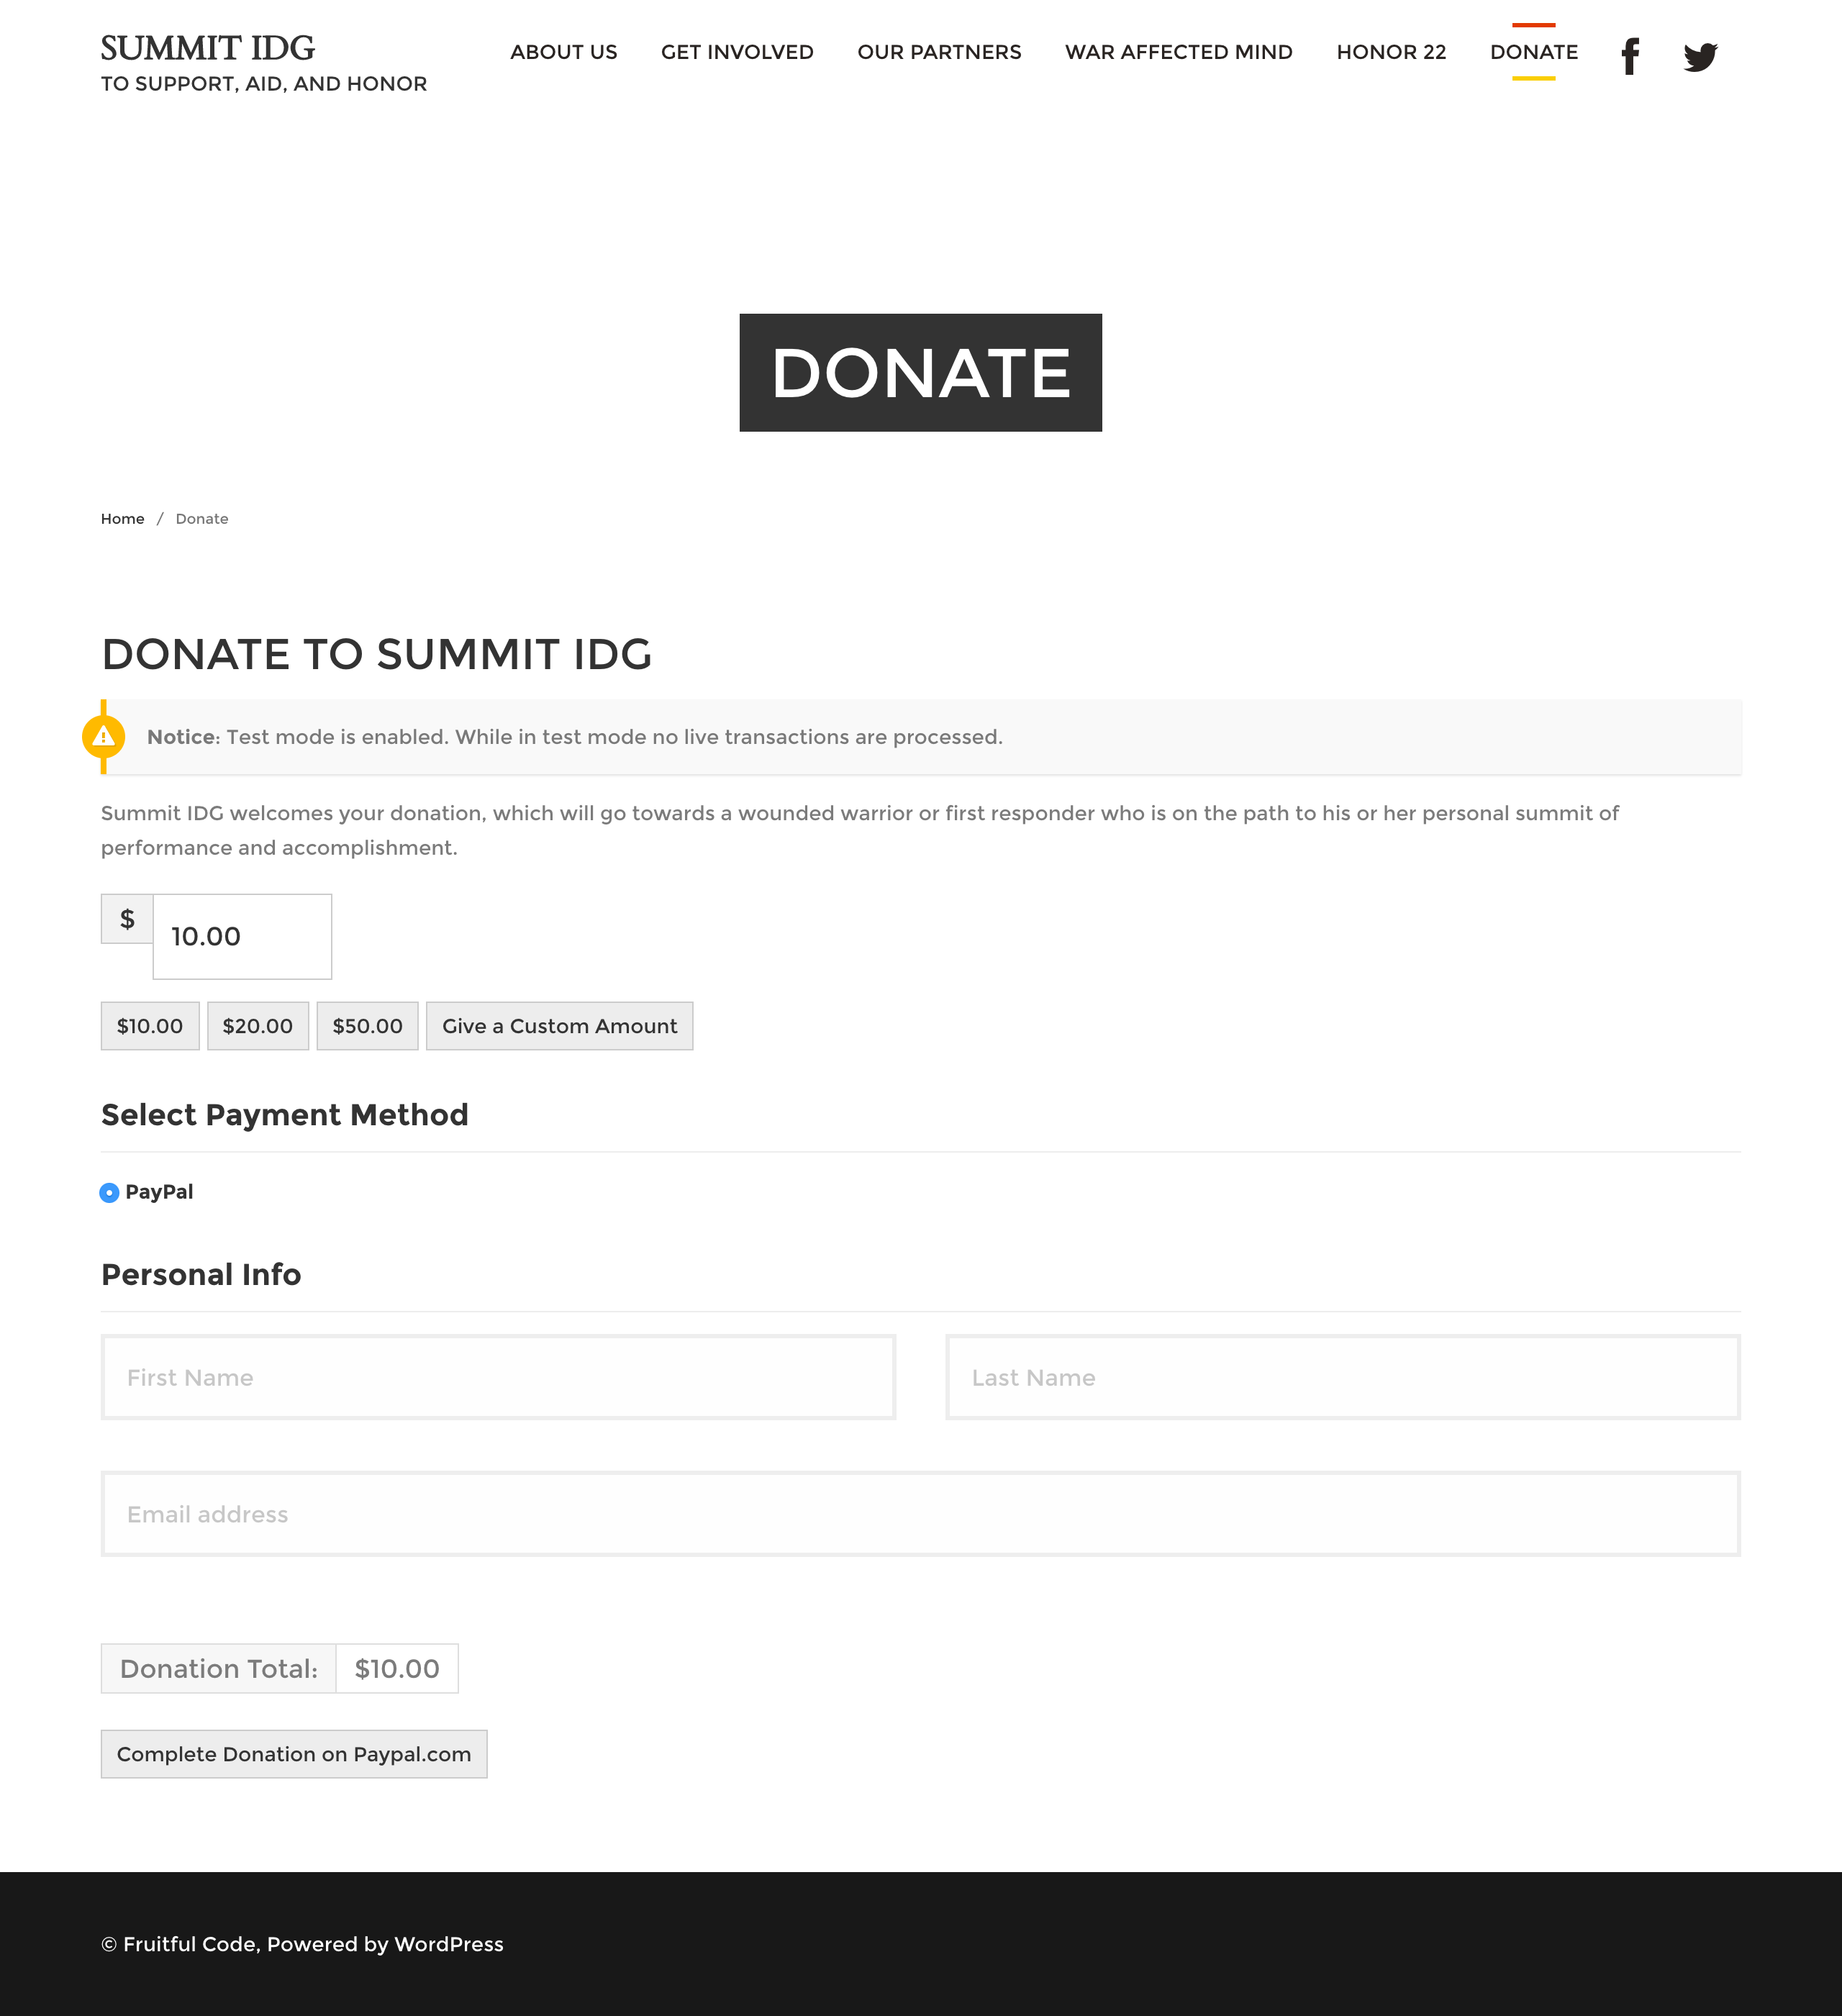 SUMMIT IDG
TO SUPPORT, AID, AND HONOR
ABOUT US
GET INVOLVED
OUR PARTNERS
WAR AFFECTED MIND
HONOR 22
DONATE
DONATE
Home / Donate
DONATE TO SUMMIT IDG
Notice: Test mode is enabled. While in test mode no live transactions are processed.
Summit IDG welcomes your donation, which will go towards a wounded warrior or first responder who is on the path to his or her personal summit of
performance and accomplishment.
$ 10.00
$10.00
$20.00
$50.00
Give a Custom Amount
Select Payment Method
PayPal
Personal Info
First Name
Last Name
Email address
Donation Total: $10.00
Complete Donation on Paypal.com
© Fruitful Code, Powered by WordPress